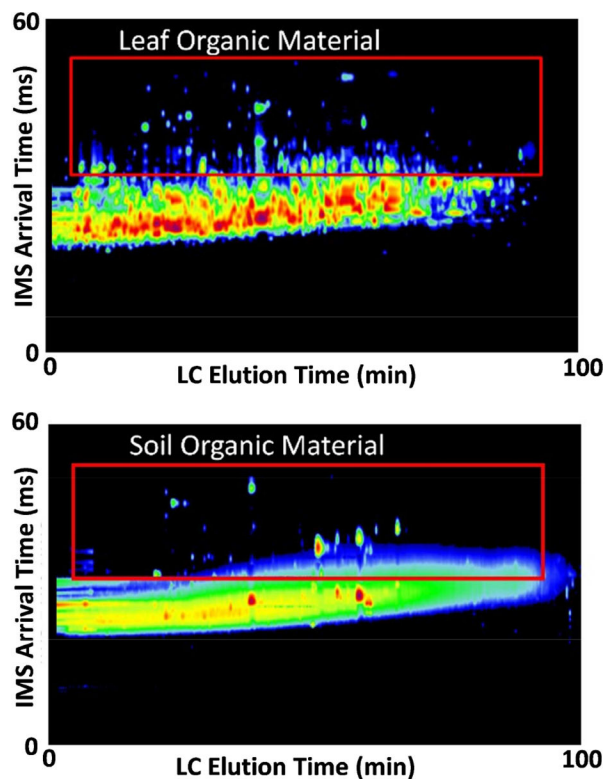 60
Leaf Organic Material
IMS Arrival Time (ms)
0
0
LC Elution Time (min)
100
60
Soil Organic Material
IMS Arrival Time (ms)
0
0
LC Elution Time (min)
100